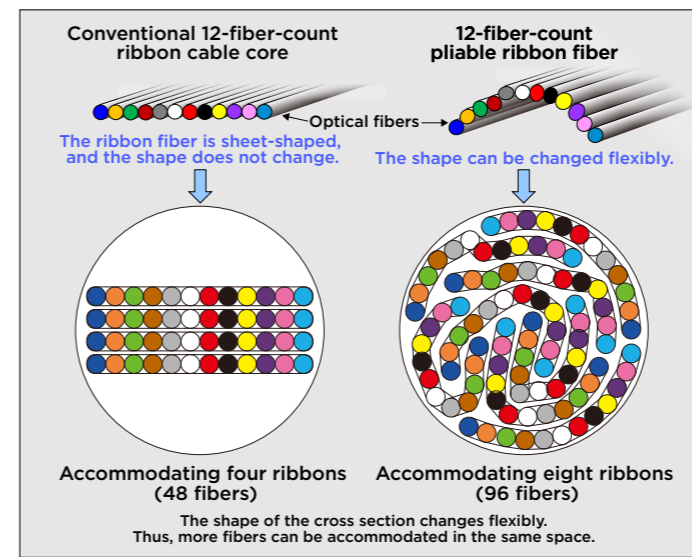 Conventional 12-fiber-count
ribbon cable core
12-fiber-count
pliable ribbon fiber
Optical fibers
The ribbon fiber is sheet-shaped,
and the shape does not change.
The shape can be changed flexibly.
Accommodating four ribbons
(48 fibers)
Accommodating eight ribbons
(96 fibers)
The shape of the cross section changes flexibly.
Thus, more fibers can be accommodated in the same space.